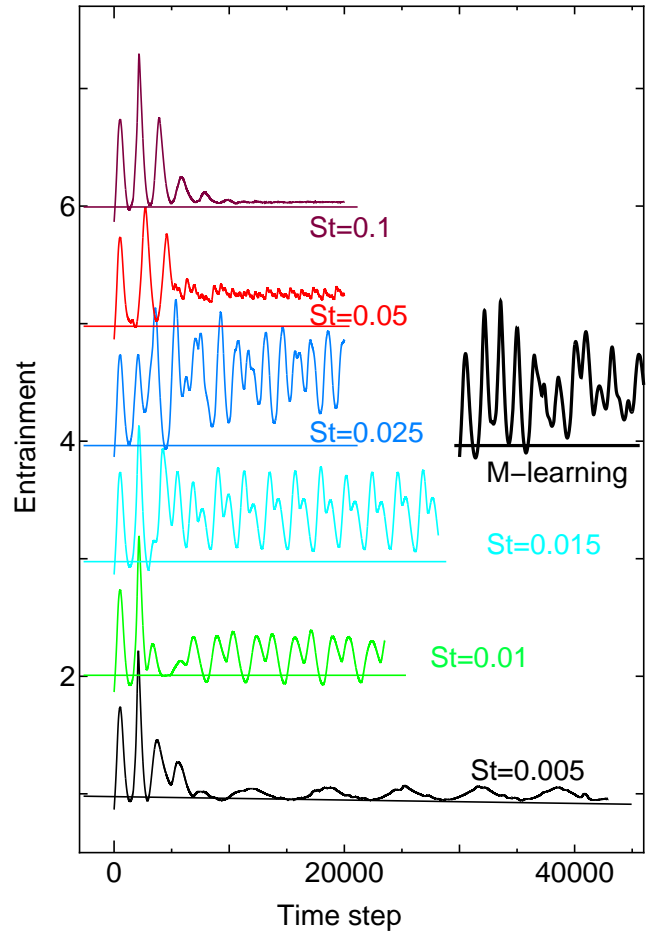 6
St=0.1
St=0.05
Entrainment
4
St=0.025
M−learning
St=0.015
St=0.01
2
St=0.005
0
20000
40000
Time step